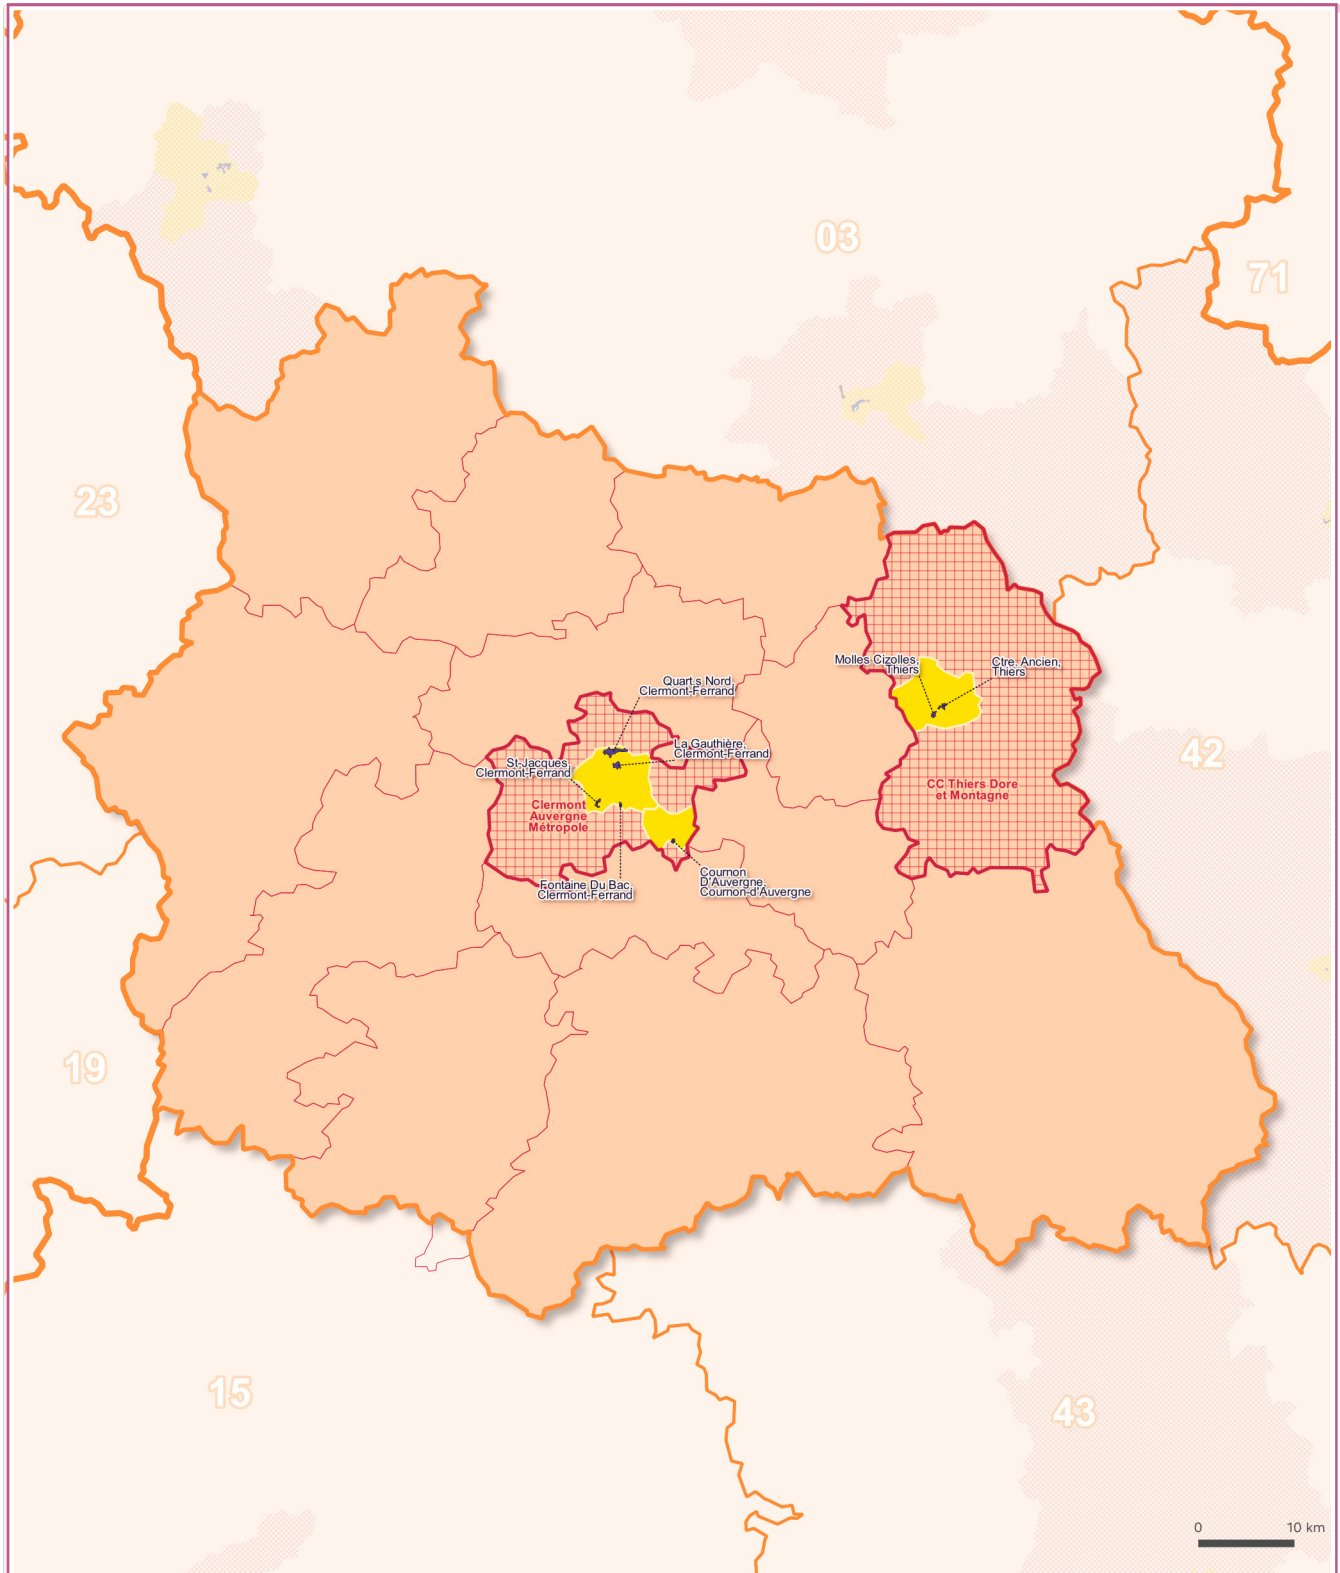 03
71
23
Molles Cizolles,
Thiers
Ctre. Ancien,
Thiers
Quart.s Nord,
Clermont-Ferrand
La Gauthière,
Clermont-Ferrand
St-Jacques,
Clermont-Ferrand
42
CC Thiers Dore
et Montagne
Clermont
Auvergne
Métropole
Fontaine Du Bac,
Clermont-Ferrand
Cournon
D'Auvergne,
Cournon-d'Auvergne
19
15
43
0 10 km